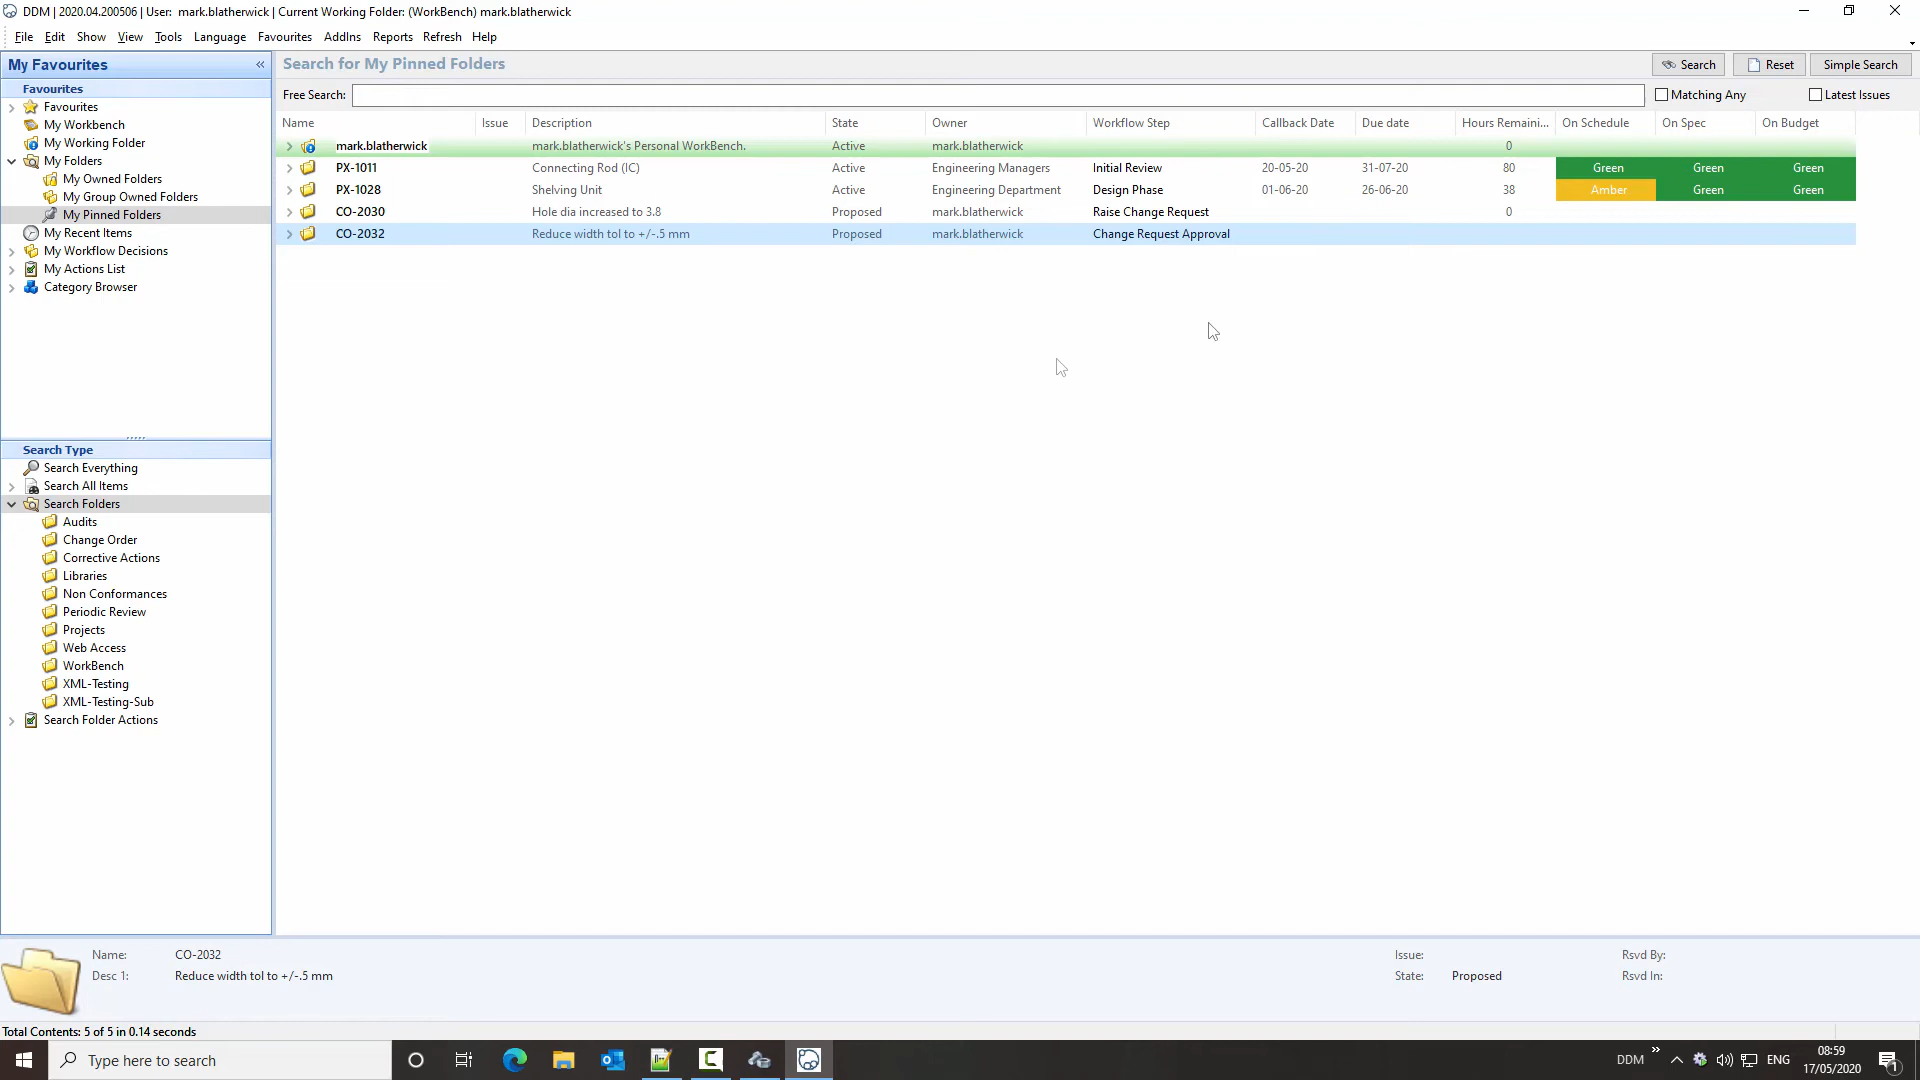 DDM | 2020.04.200506 | User: mark.blatherwick | Current Working Folder: (WorkBench) mark.blatherwick
File Edit Show View Tools Language Favourites AddIns Reports Refresh Help
My Favourites «
Favourites
Favourites
My Workbench
My Working Folder
My Folders
My Owned Folders
My Group Owned Folders
My Pinned Folders
My Recent Items
My Workflow Decisions
My Actions List
Category Browser
Search Type
Search Everything
Search All Items
Search Folders
Audits
Change Order
Corrective Actions
Libraries
Non Conformances
Periodic Review
Projects
Web Access
WorkBench
XML-Testing
XML-Testing-Sub
Search Folder Actions
Search for My Pinned Folders Search Reset Simple Search
Free Search: Matching Any Latest Issues
Name Issue Description State Owner Workflow Step Callback Date Due date Hours Remaini... On Schedule On Spec On Budget
mark.blatherwick mark.blatherwick's Personal WorkBench. Active mark.blatherwick 0
PX-1011 Connecting Rod (IC) Active Engineering Managers Initial Review 20-05-20 31-07-20 80 Green Green Green
PX-1028 Shelving Unit Active Engineering Department Design Phase 01-06-20 26-06-20 38 Amber Green Green
CO-2030 Hole dia increased to 3.8 Proposed mark.blatherwick Raise Change Request 0
CO-2032 Reduce width tol to +/-.5 mm Proposed mark.blatherwick Change Request Approval
Name: CO-2032 Issue: Rsvd By:
Desc 1: Reduce width tol to +/-.5 mm State: Proposed Rsvd In:
Total Contents: 5 of 5 in 0.14 seconds
Type here to search DDM » ENG 08:59
17/05/2020 1